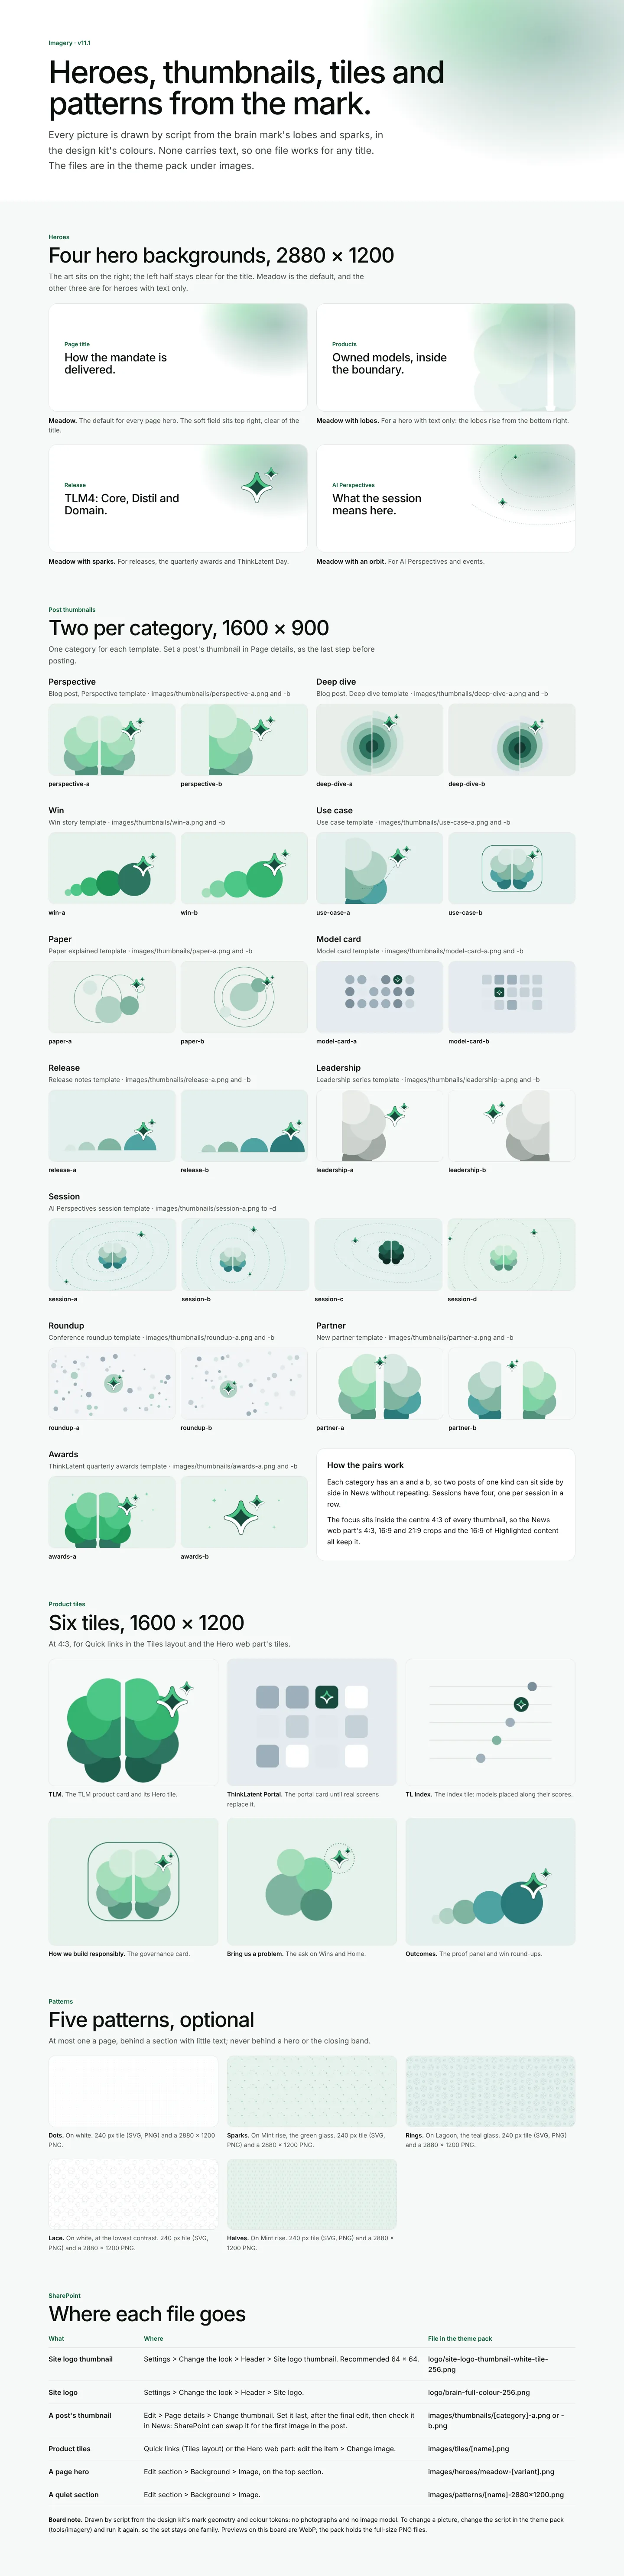 Imagery · v11.1
Heroes, thumbnails, tiles and
patterns from the mark.
Every picture is drawn by script from the brain mark's lobes and sparks, in
the design kit's colours. None carries text, so one file works for any title.
The files are in the theme pack under images.
Heroes
Four hero backgrounds, 2880 × 1200
The art sits on the right; the left half stays clear for the title. Meadow is the default, and the
other three are for heroes with text only.
Page title
How the mandate is
delivered.
Products
Owned models, inside
the boundary.
Meadow. The default for every page hero. The soft field sits top right, clear of the
title.
Meadow with lobes. For a hero with text only: the lobes rise from the bottom right.
Release
TLM4: Core, Distil and
Domain.
AI Perspectives
What the session
means here.
Meadow with sparks. For releases, the quarterly awards and ThinkLatent Day.
Meadow with an orbit. For AI Perspectives and events.
Post thumbnails
Two per category, 1600 × 900
One category for each template. Set a post's thumbnail in Page details, as the last step before
posting.
Perspective
Blog post, Perspective template · images/thumbnails/perspective-a.png and -b
perspective-a
perspective-b
Deep dive
Blog post, Deep dive template · images/thumbnails/deep-dive-a.png and -b
deep-dive-a
deep-dive-b
Win
Win story template · images/thumbnails/win-a.png and -b
win-a
win-b
Use case
Use case template · images/thumbnails/use-case-a.png and -b
use-case-a
use-case-b
Paper
Paper explained template · images/thumbnails/paper-a.png and -b
paper-a
paper-b
Model card
Model card template · images/thumbnails/model-card-a.png and -b
model-card-a
model-card-b
Release
Release notes template · images/thumbnails/release-a.png and -b
release-a
release-b
Leadership
Leadership series template · images/thumbnails/leadership-a.png and -b
leadership-a
leadership-b
Session
AI Perspectives session template · images/thumbnails/session-a.png to -d
session-a
session-b
session-c
session-d
Roundup
Conference roundup template · images/thumbnails/roundup-a.png and -b
roundup-a
roundup-b
Partner
New partner template · images/thumbnails/partner-a.png and -b
partner-a
partner-b
Awards
ThinkLatent quarterly awards template · images/thumbnails/awards-a.png and -b
awards-a
awards-b
How the pairs work
Each category has an a and a b, so two posts of one kind can sit side by
side in News without repeating. Sessions have four, one per session in a
row.
The focus sits inside the centre 4:3 of every thumbnail, so the News
web part's 4:3, 16:9 and 21:9 crops and the 16:9 of Highlighted content
all keep it.
Product tiles
Six tiles, 1600 × 1200
At 4:3, for Quick links in the Tiles layout and the Hero web part's tiles.
TLM. The TLM product card and its Hero tile.
ThinkLatent Portal. The portal card until real screens
replace it.
TL Index. The index tile: models placed along their scores.
How we build responsibly. The governance card.
Bring us a problem. The ask on Wins and Home.
Outcomes. The proof panel and win round-ups.
Patterns
Five patterns, optional
At most one a page, behind a section with little text; never behind a hero or the closing band.
Dots. On white. 240 px tile (SVG, PNG) and a 2880 × 1200
PNG.
Sparks. On Mint rise, the green glass. 240 px tile (SVG,
PNG) and a 2880 × 1200 PNG.
Rings. On Lagoon, the teal glass. 240 px tile (SVG, PNG)
and a 2880 × 1200 PNG.
Lace. On white, at the lowest contrast. 240 px tile (SVG,
PNG) and a 2880 × 1200 PNG.
Halves. On Mint rise. 240 px tile (SVG, PNG) and a 2880 ×
1200 PNG.
SharePoint
Where each file goes
What Where File in the theme pack
Site logo thumbnail Settings > Change the look > Header > Site logo thumbnail. Recommended 64 × 64. logo/site-logo-thumbnail-white-tile-
256.png
Site logo Settings > Change the look > Header > Site logo. logo/brain-full-colour-256.png
A post's thumbnail Edit > Page details > Change thumbnail. Set it last, after the final edit, then check it images/thumbnails/[category]-a.png or -
in News: SharePoint can swap it for the first image in the post. b.png
Product tiles Quick links (Tiles layout) or the Hero web part: edit the item > Change image. images/tiles/[name].png
A page hero Edit section > Background > Image, on the top section. images/heroes/meadow-[variant].png
A quiet section Edit section > Background > Image. images/patterns/[name]-2880×1200.png
Board note. Drawn by script from the design kit's mark geometry and colour tokens: no photographs and no image model. To change a picture, change the script in the theme pack
(tools/imagery) and run it again, so the set stays one family. Previews on this board are WebP; the pack holds the full-size PNG files.